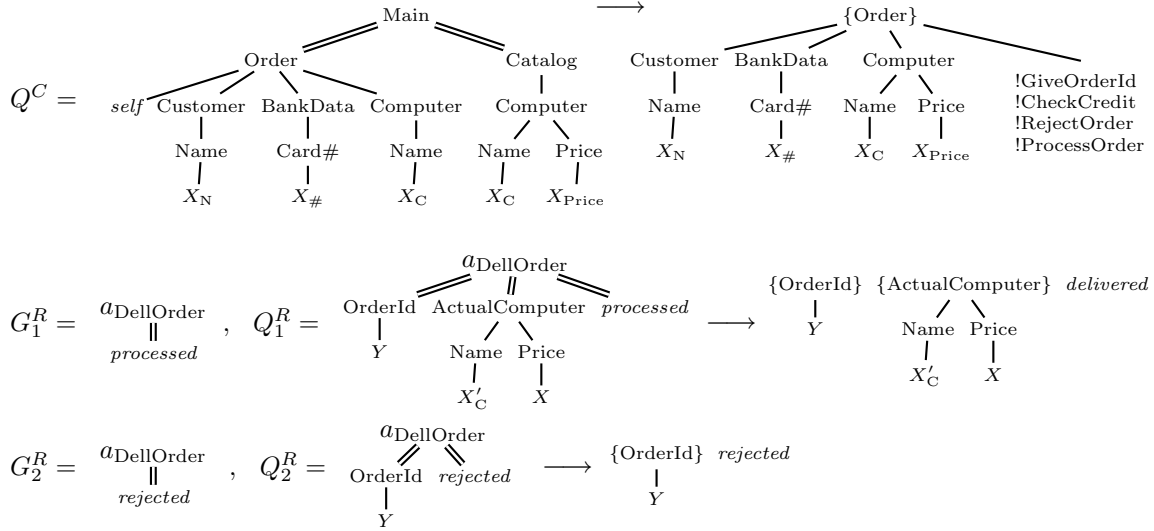 Main ⟶ {Order}
Order Catalog Customer BankData Computer
Q^C = self Customer BankData Computer Computer Name Card# Name Price !GiveOrderId
!CheckCredit
!RejectOrder
Name Card# Name Name Price X_N X_# X_C X_Price !ProcessOrder
X_N X_# X_C X_C X_Price
G_1^R = a_DellOrder , Q_1^R = a_DellOrder ⟶ {OrderId} {ActualComputer} delivered
processed OrderId ActualComputer processed Y Name Price
Y Name Price X'_C X
X'_C X
G_2^R = a_DellOrder , Q_2^R = a_DellOrder ⟶ {OrderId} rejected
rejected OrderId rejected Y
Y